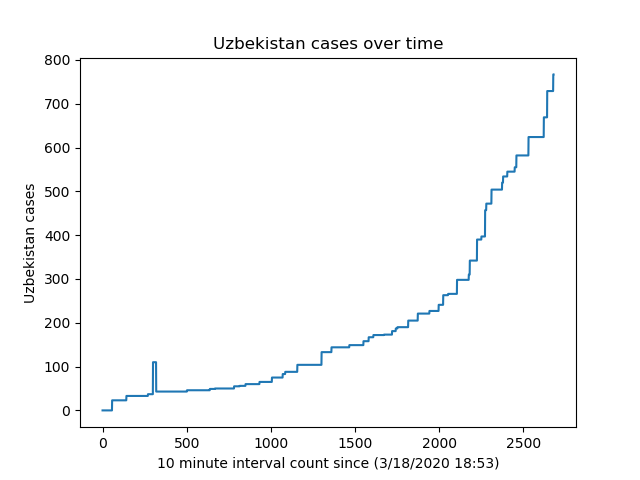 Uzbekistan cases over time
800
700
600
500
400
300
200
100
0
Uzbekistan cases
0 500 1000 1500 2000 2500
10 minute interval count since (3/18/2020 18:53)